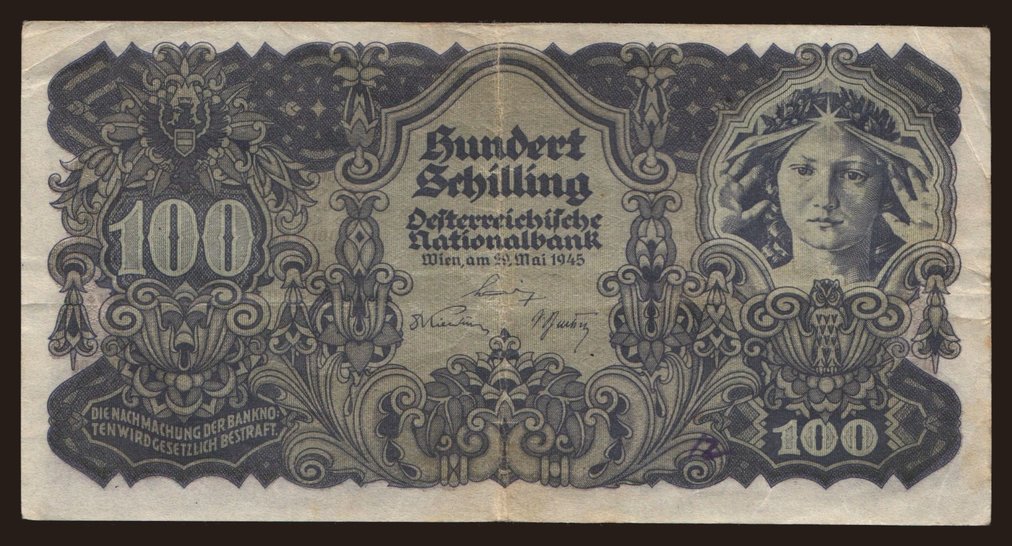 Hundert
Schilling
Oesterreichische
Nationalbank
Wien, am 29. Mai 1945
100
DIE NACHMACHUNG DER BANKNO-
TEN WIRD GESETZLICH BESTRAFT.
100